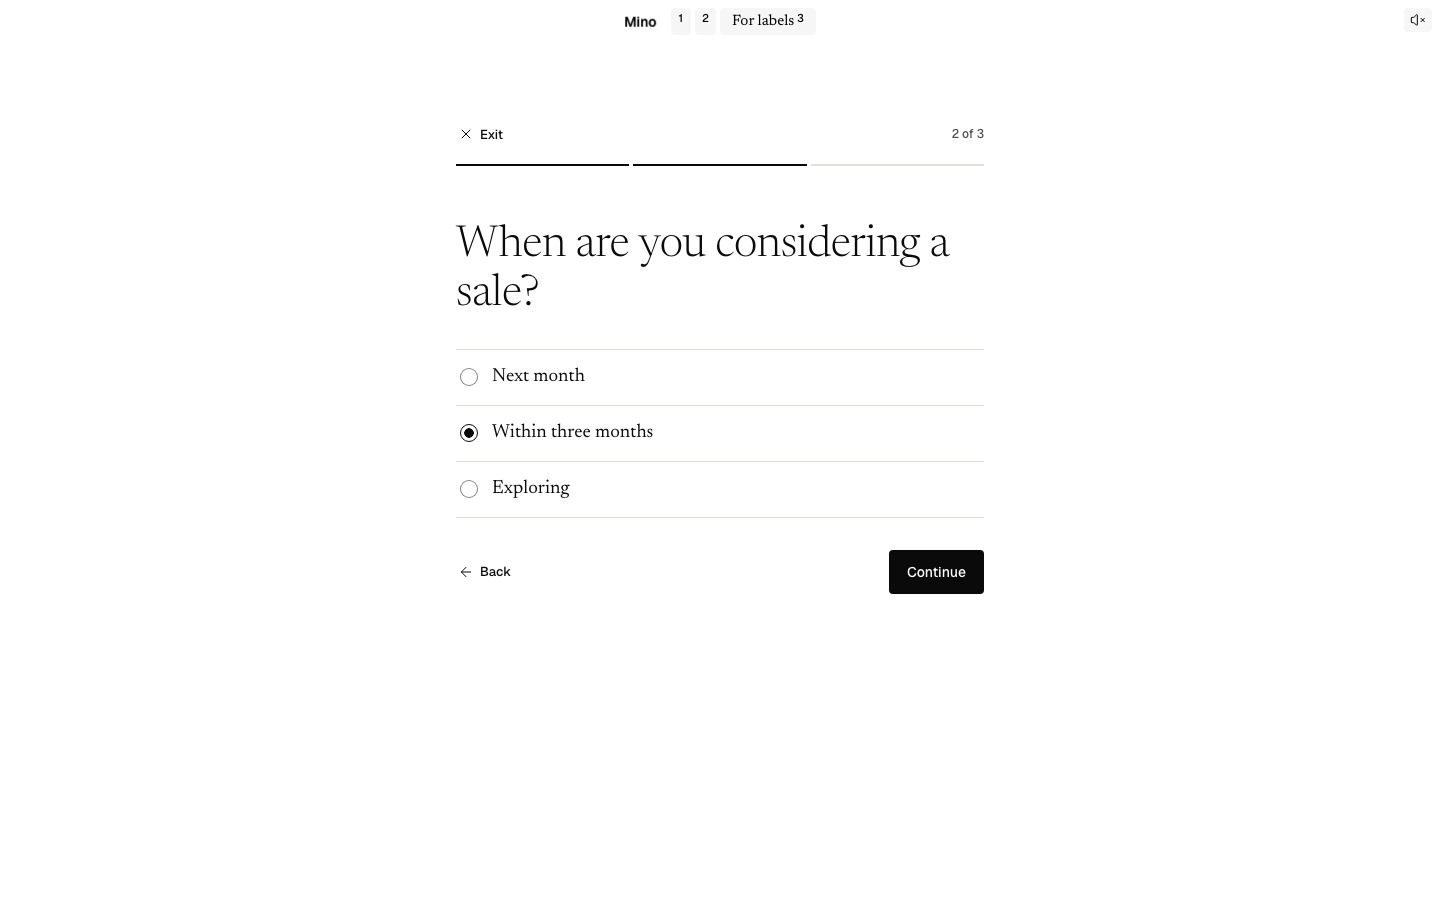 Mino 1 2 For labels 3
Exit 2 of 3
When are you considering a
sale?
Next month
Within three months
Exploring
Back Continue